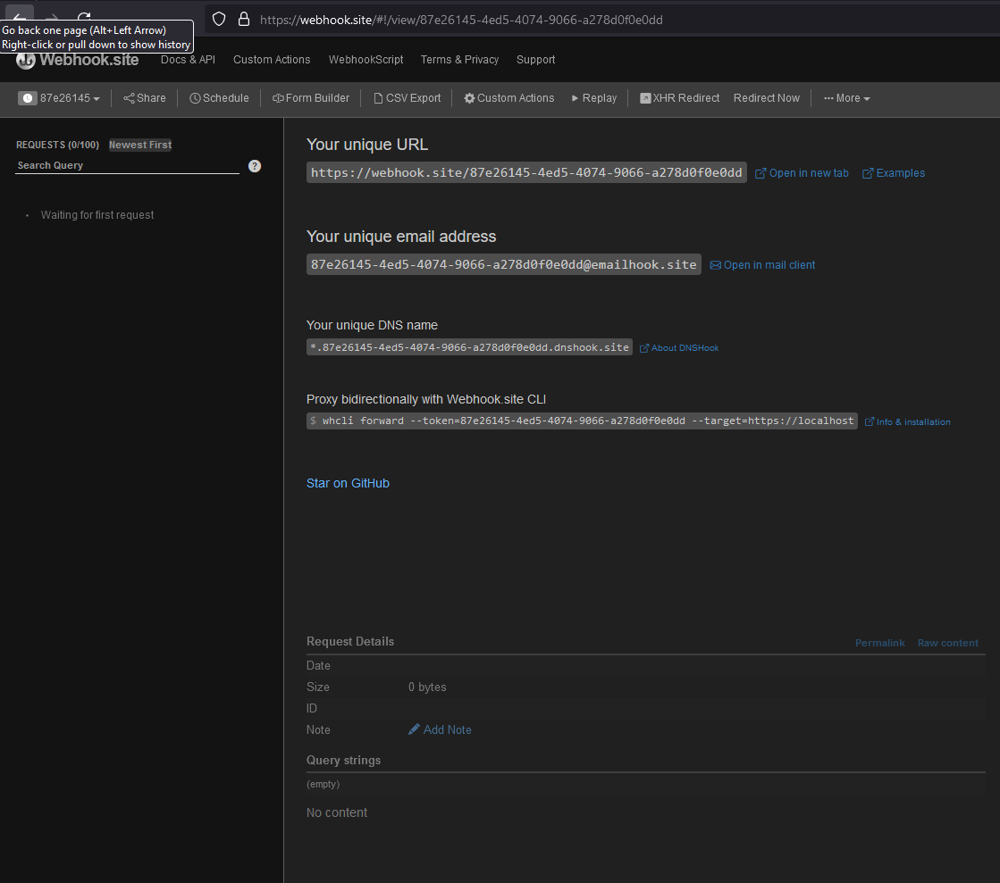 https://webhook.site/#!/view/87e26145-4ed5-4074-9066-a278d0f0e0dd
Go back one page (Alt+Left Arrow)
Right-click or pull down to show history
Webhook.site Docs & API Custom Actions WebhookScript Terms & Privacy Support
87e26145 Share Schedule Form Builder CSV Export Custom Actions Replay XHR Redirect Redirect Now ··· More
REQUESTS (0/100) Newest First
Search Query ?
• Waiting for first request
Your unique URL
https://webhook.site/87e26145-4ed5-4074-9066-a278d0f0e0dd Open in new tab Examples
Your unique email address
87e26145-4ed5-4074-9066-a278d0f0e0dd@emailhook.site Open in mail client
Your unique DNS name
*.87e26145-4ed5-4074-9066-a278d0f0e0dd.dnshook.site About DNSHook
Proxy bidirectionally with Webhook.site CLI
$ whcli forward --token=87e26145-4ed5-4074-9066-a278d0f0e0dd --target=https://localhost Info & installation
Star on GitHub
Request Details Permalink Raw content
Date
Size 0 bytes
ID
Note Add Note
Query strings
(empty)
No content